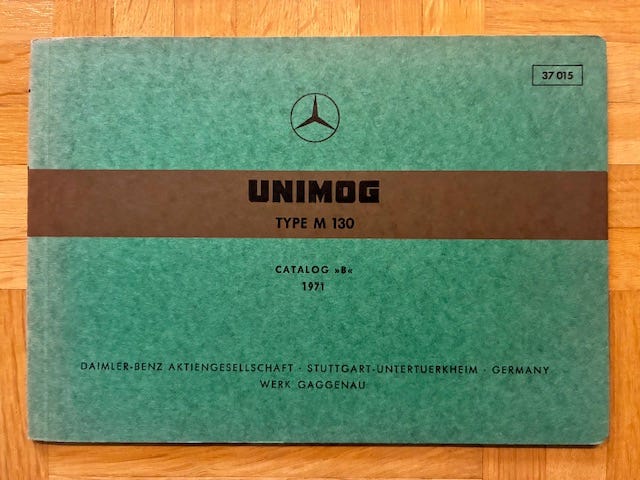 37 015
UNIMOG
TYPE M 130
CATALOG »B«
1971
DAIMLER-BENZ AKTIENGESELLSCHAFT · STUTTGART-UNTERTUERKHEIM · GERMANY
WERK GAGGENAU